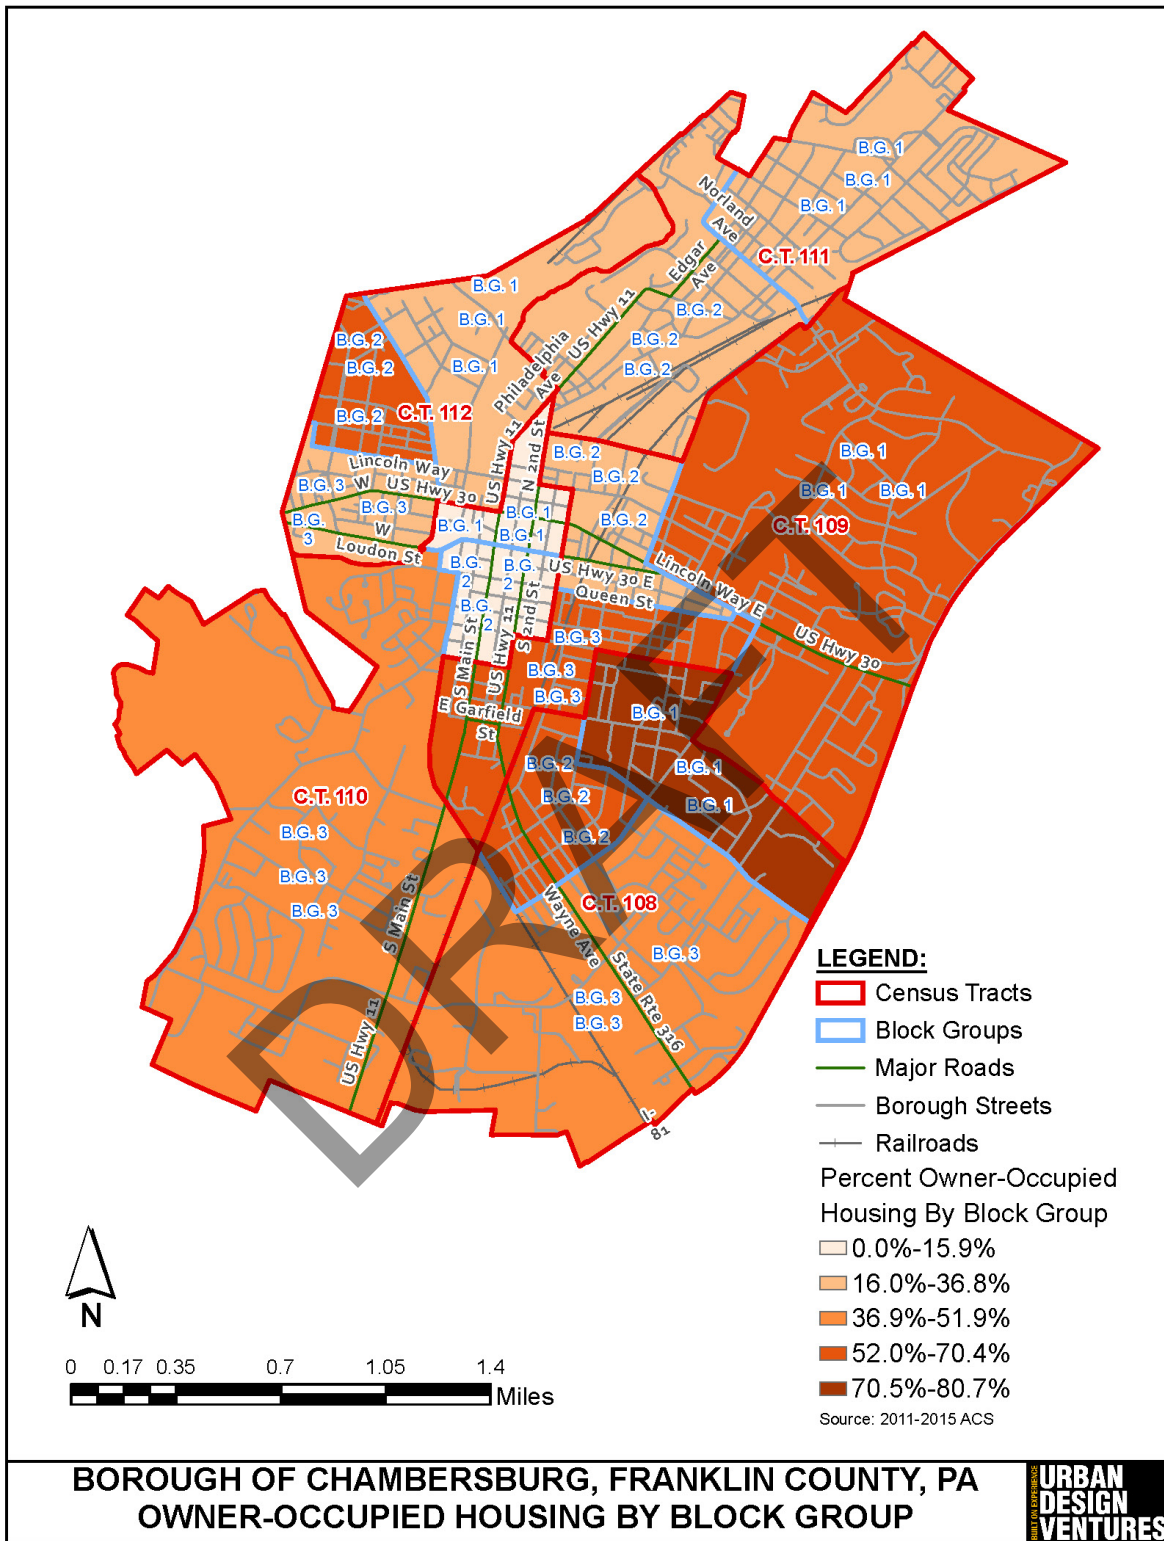 B.G. 1
B.G. 1
B.G. 1
Norland
Ave
C.T. 111
Edgar
Ave
B.G. 1
B.G. 1
B.G. 1
US Hwy 11
B.G. 2
B.G. 2
B.G. 2
Philadelphia
Ave
B.G. 2
B.G. 2
B.G. 2
C.T. 112
US Hwy 11
N 2nd St
B.G. 2
B.G. 2
B.G. 2
Lincoln Way
W
US Hwy 30
B.G. 3
B.G. 3
B.G.
3
W
Loudon St
B.G. 1
B.G. 1
B.G. 1
B.G. 1
B.G. 1
B.G. 1
C.T. 109
B.G.
2
B.G.
2
B.G.
2
US Hwy 30 E
Queen St
Lincoln Way E
US Hwy 30
S Main St
US Hwy 11
S 2nd St
B.G. 3
B.G. 3
B.G. 3
E Garfield
St
B.G. 1
B.G. 1
B.G. 1
B.G. 2
B.G. 2
B.G. 2
C.T. 110
B.G. 3
B.G. 3
B.G. 3
S Main St
US Hwy 11
C.T. 108
Wayne Ave
State Rte 316
B.G. 3
B.G. 3
B.G. 3
I-
81
DRAFT
LEGEND:
Census Tracts
Block Groups
Major Roads
Borough Streets
Railroads
Percent Owner-Occupied
Housing By Block Group
0.0%-15.9%
16.0%-36.8%
36.9%-51.9%
52.0%-70.4%
70.5%-80.7%
Source: 2011-2015 ACS
N
0 0.17 0.35 0.7 1.05 1.4
Miles
BOROUGH OF CHAMBERSBURG, FRANKLIN COUNTY, PA
OWNER-OCCUPIED HOUSING BY BLOCK GROUP
BUILT ON EXPERIENCE
URBAN
DESIGN
VENTURES